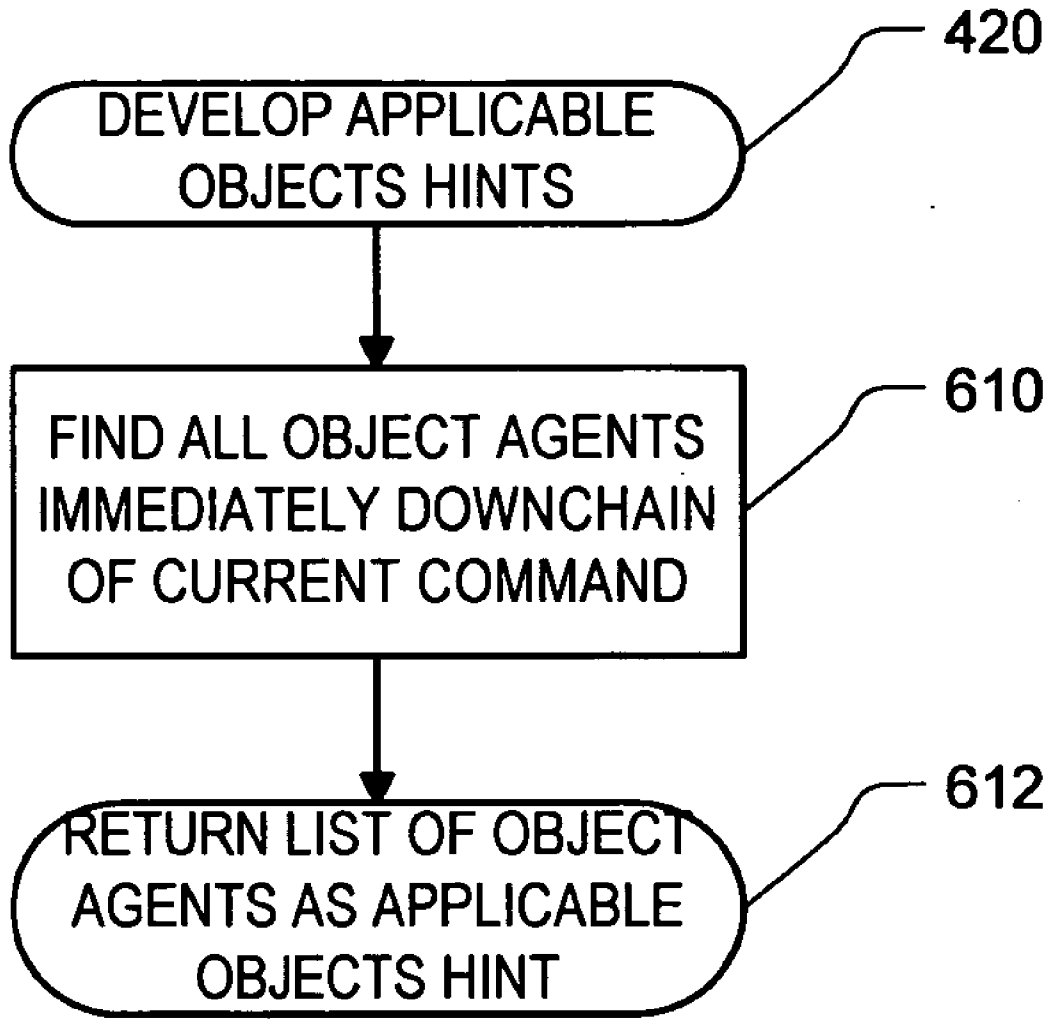 420
DEVELOP APPLICABLE
OBJECTS HINTS
610
FIND ALL OBJECT AGENTS
IMMEDIATELY DOWNCHAIN
OF CURRENT COMMAND
612
RETURN LIST OF OBJECT
AGENTS AS APPLICABLE
OBJECTS HINT